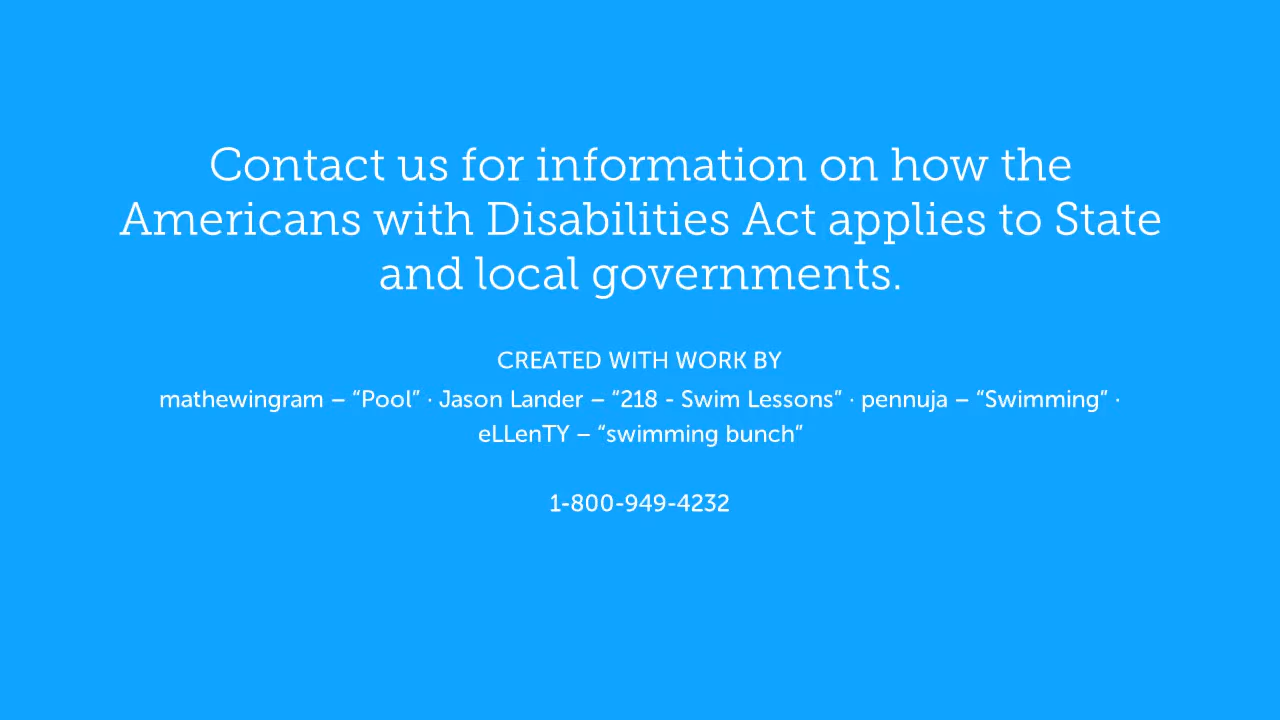 Contact us for information on how the
Americans with Disabilities Act applies to State
and local governments.
CREATED WITH WORK BY
mathewingram – “Pool” · Jason Lander – “218 - Swim Lessons” · pennuja – “Swimming” ·
eLLenTY – “swimming bunch”
1-800-949-4232